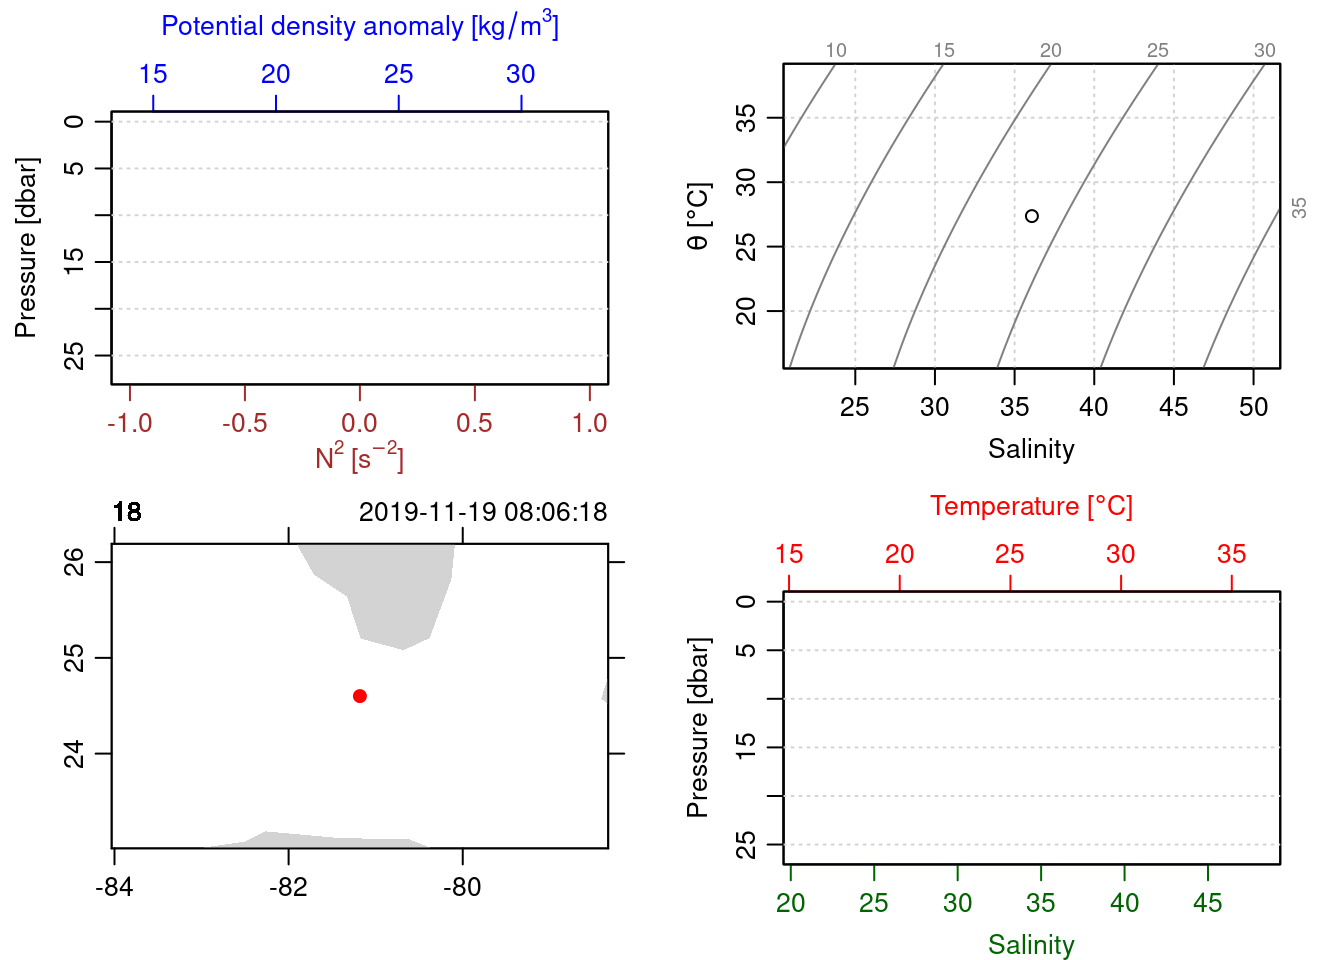 Potential density anomaly [kg/m³]
15 20 25 30
0
5
15
25
Pressure [dbar]
-1.0 -0.5 0.0 0.5 1.0
N² [s⁻²]
10 15 20 25 30
35
35
30
25
20
θ [°C]
25 30 35 40 45 50
Salinity
18 2019-11-19 08:06:18
26
25
24
-84 -82 -80
Temperature [°C]
15 20 25 30 35
0
5
15
25
Pressure [dbar]
20 25 30 35 40 45
Salinity